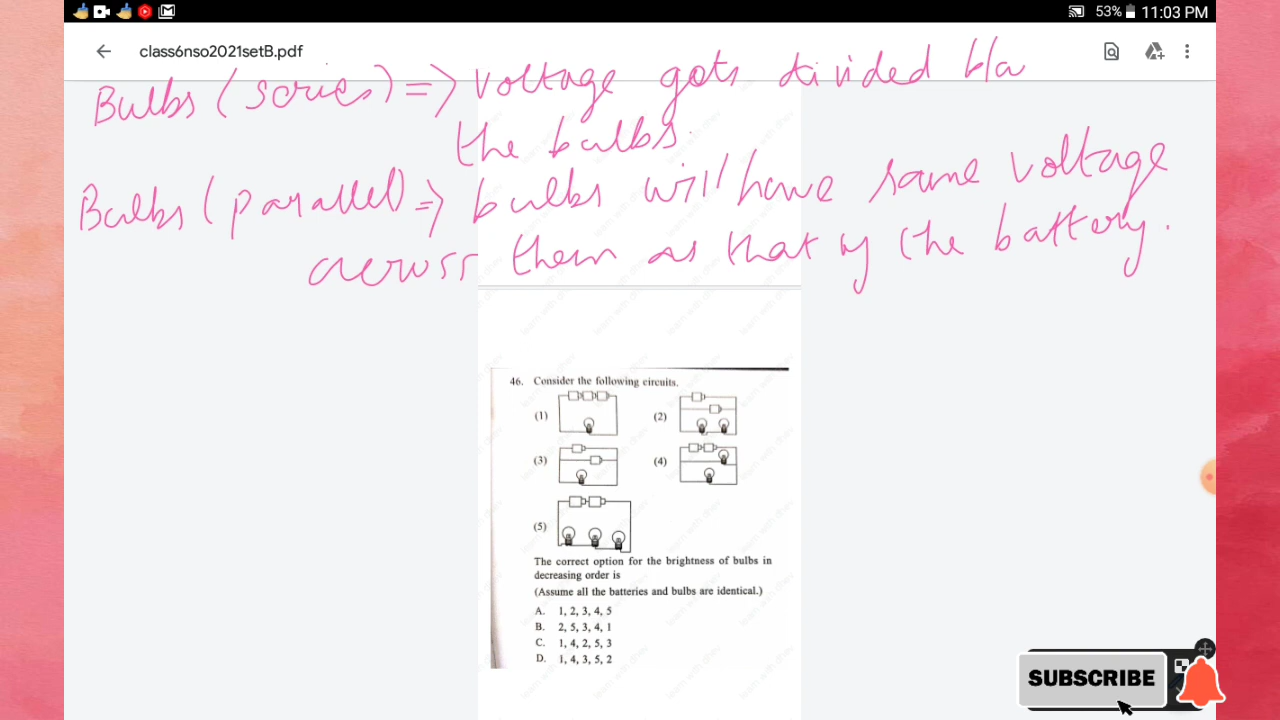 53% 11:03 PM
class6nso2021setB.pdf
Bulbs (series) => voltage gets divided b/w
the bulbs.
Bulbs (parallel) => bulbs will have same voltage
across them as that of the battery.
46. Consider the following circuits.
(1) (2)
(3) (4)
(5)
The correct option for the brightness of bulbs in
decreasing order is
(Assume all the batteries and bulbs are identical.)
A. 1, 2, 3, 4, 5
B. 2, 5, 3, 4, 1
C. 1, 4, 2, 5, 3
D. 1, 4, 3, 5, 2
SUBSCRIBE